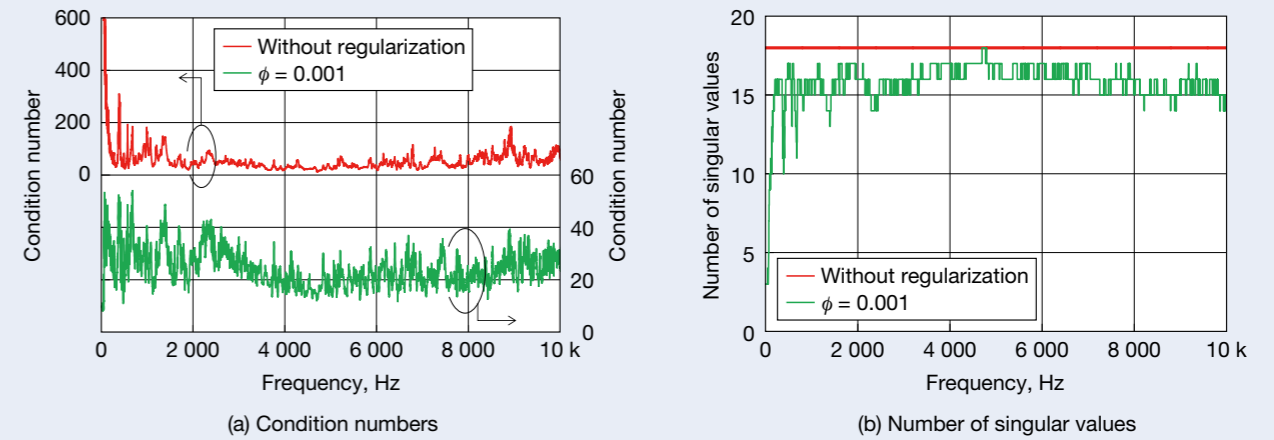 600
400
200
0
Condition number
Without regularization
ϕ = 0.001
60
40
20
0
Condition number
0
2 000
4 000
6 000
8 000
10 k
Frequency, Hz
(a) Condition numbers
20
15
10
5
0
Number of singular values
Without regularization
ϕ = 0.001
0
2 000
4 000
6 000
8 000
10 k
Frequency, Hz
(b) Number of singular values